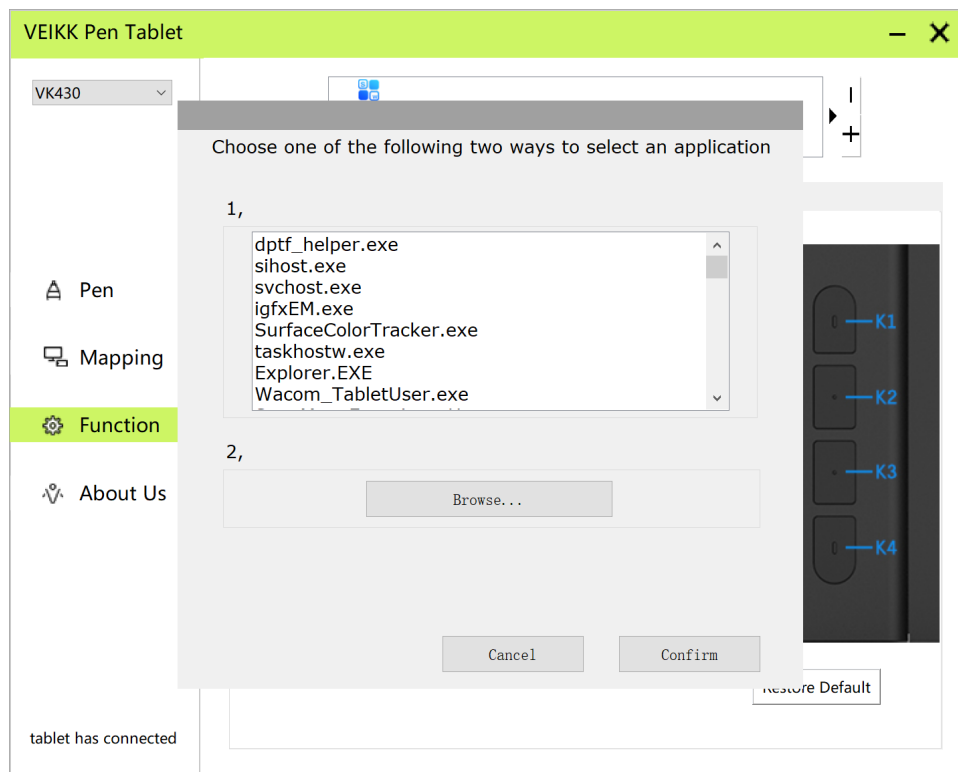 VEIKK Pen Tablet
VK430
Choose one of the following two ways to select an application
1,
dptf_helper.exe
sihost.exe
svchost.exe
igfxEM.exe
SurfaceColorTracker.exe
taskhostw.exe
Explorer.EXE
Wacom_TabletUser.exe
2,
Browse...
Cancel
Confirm
Pen
Mapping
Function
About Us
K1
K2
K3
K4
Restore Default
tablet has connected